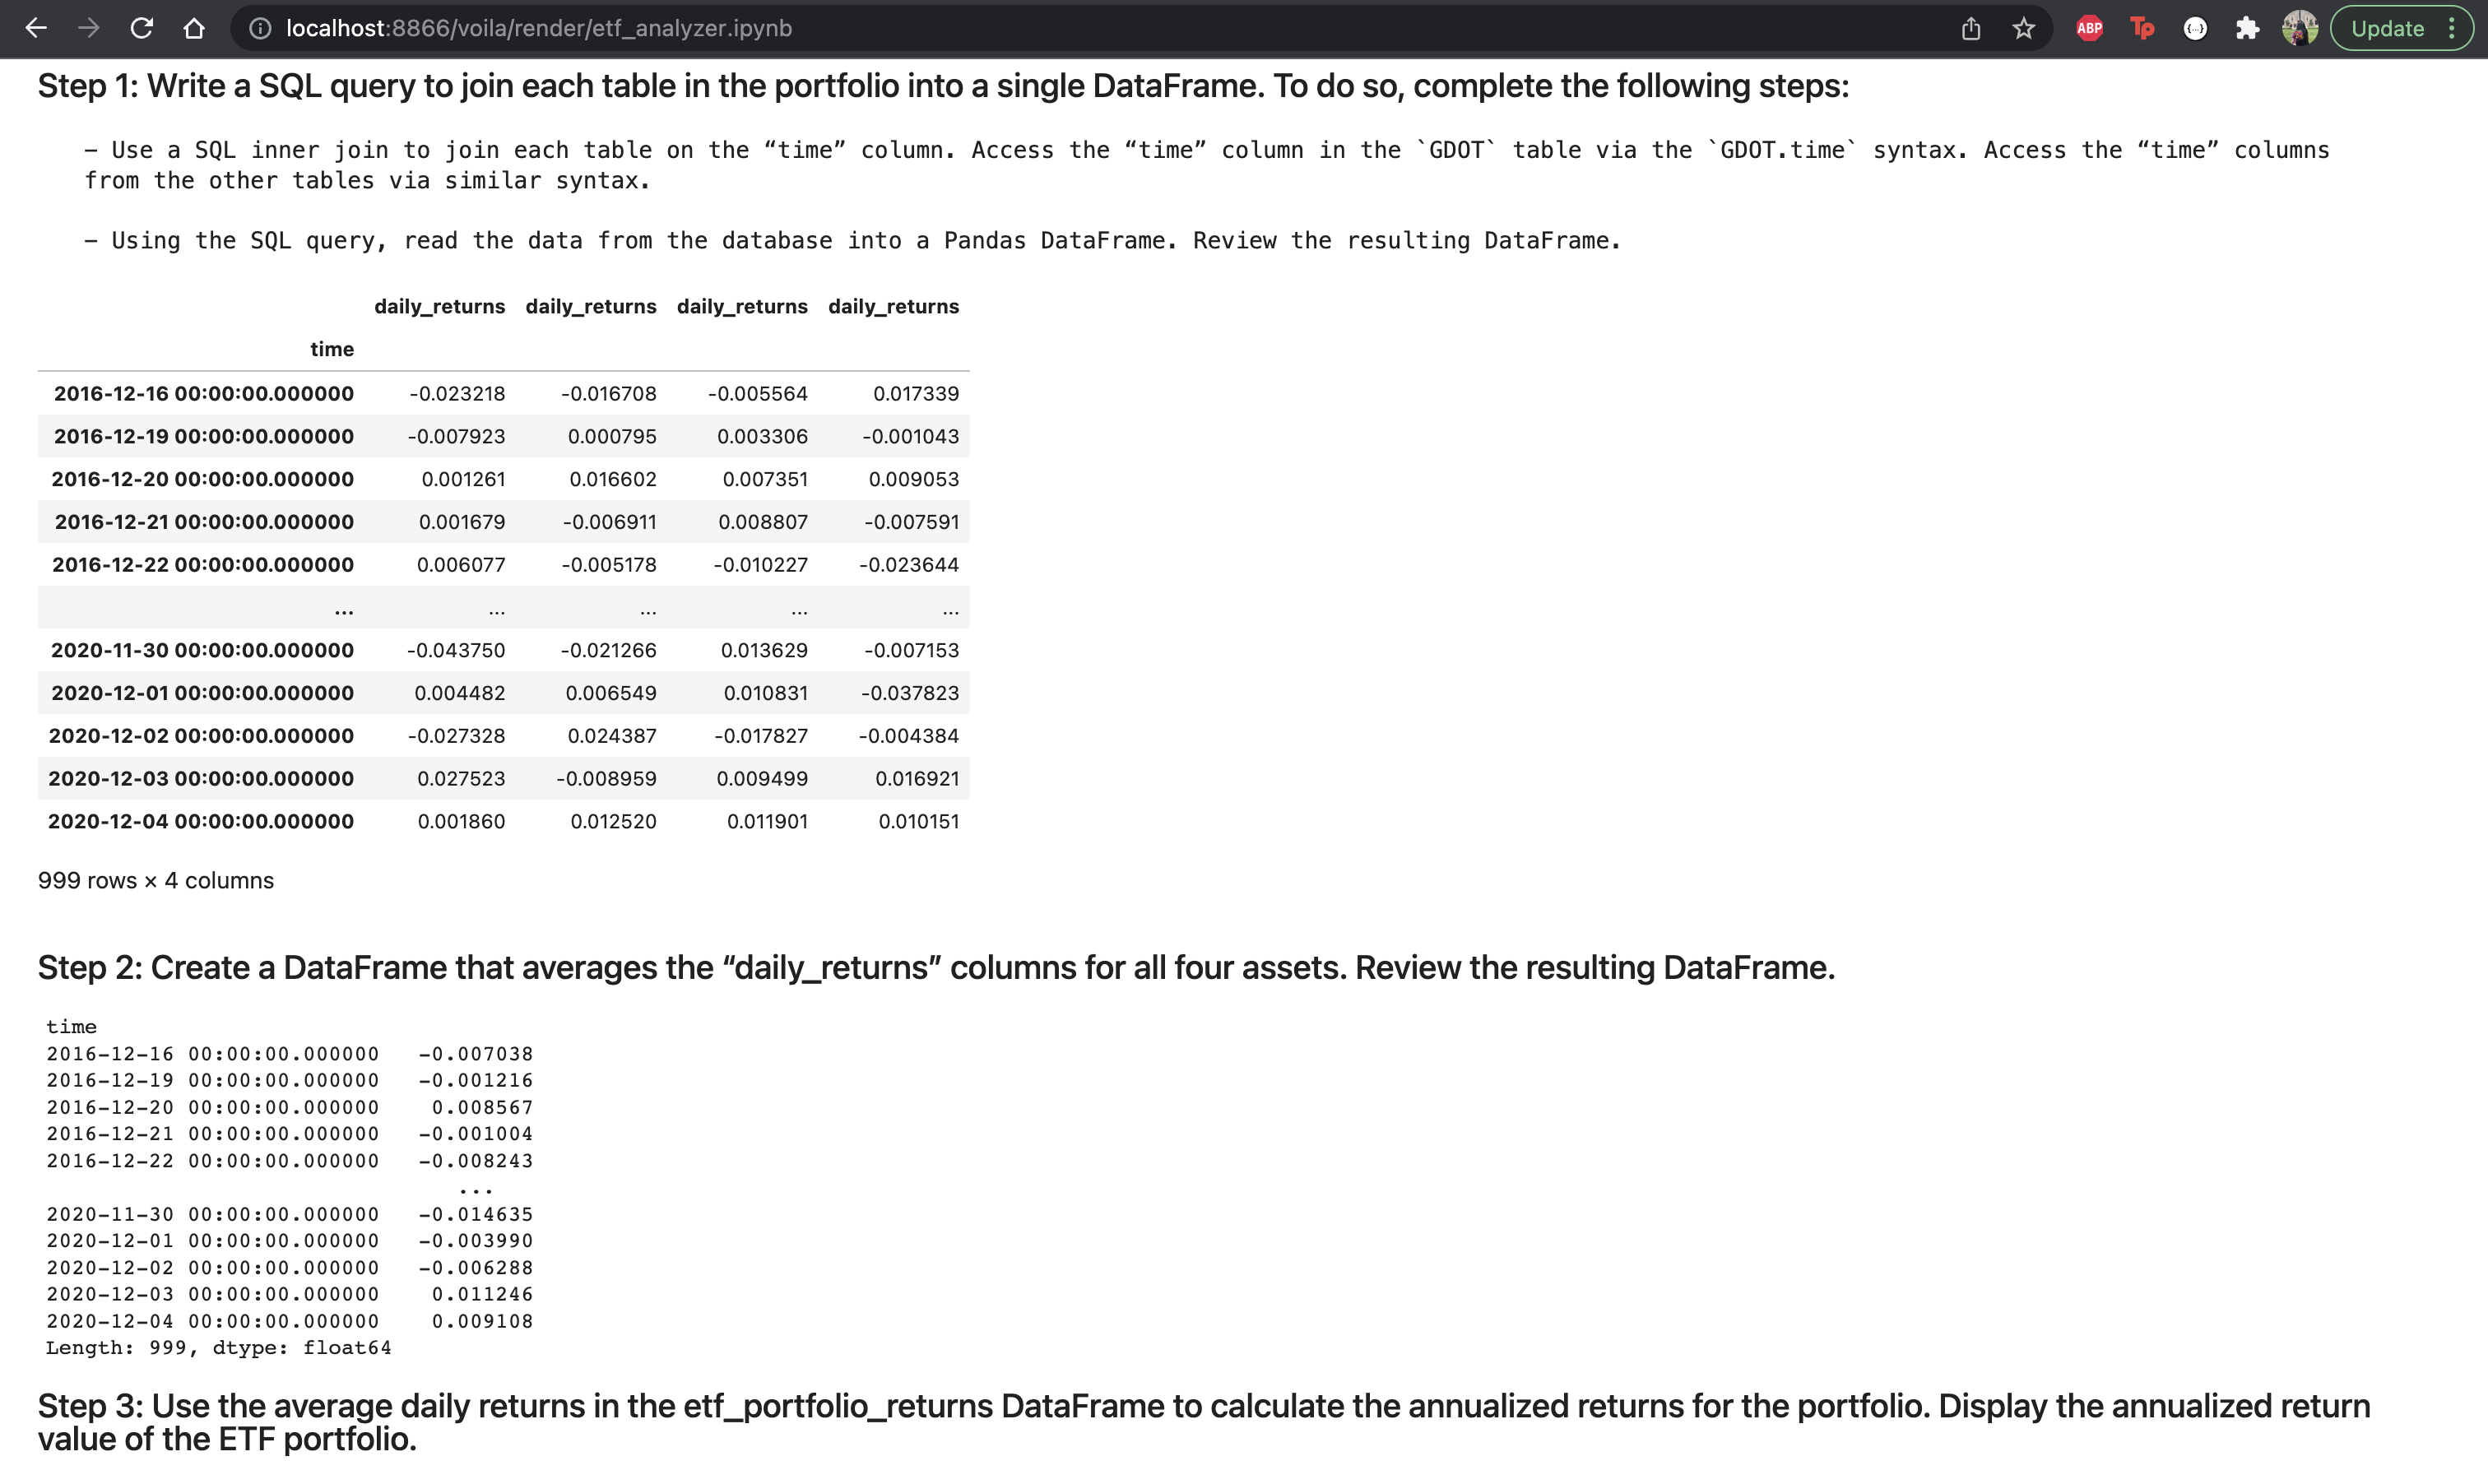 localhost:8866/voila/render/etf_analyzer.ipynb
ABP
Tp
{...}
Update
Step 1: Write a SQL query to join each table in the portfolio into a single DataFrame. To do so, complete the following steps:
– Use a SQL inner join to join each table on the “time” column. Access the “time” column in the `GDOT` table via the `GDOT.time` syntax. Access the “time” columns
from the other tables via similar syntax.
– Using the SQL query, read the data from the database into a Pandas DataFrame. Review the resulting DataFrame.
daily_returns daily_returns daily_returns daily_returns
time
2016-12-16 00:00:00.000000 -0.023218 -0.016708 -0.005564 0.017339
2016-12-19 00:00:00.000000 -0.007923 0.000795 0.003306 -0.001043
2016-12-20 00:00:00.000000 0.001261 0.016602 0.007351 0.009053
2016-12-21 00:00:00.000000 0.001679 -0.006911 0.008807 -0.007591
2016-12-22 00:00:00.000000 0.006077 -0.005178 -0.010227 -0.023644
... ... ... ... ...
2020-11-30 00:00:00.000000 -0.043750 -0.021266 0.013629 -0.007153
2020-12-01 00:00:00.000000 0.004482 0.006549 0.010831 -0.037823
2020-12-02 00:00:00.000000 -0.027328 0.024387 -0.017827 -0.004384
2020-12-03 00:00:00.000000 0.027523 -0.008959 0.009499 0.016921
2020-12-04 00:00:00.000000 0.001860 0.012520 0.011901 0.010151
999 rows × 4 columns
Step 2: Create a DataFrame that averages the “daily_returns” columns for all four assets. Review the resulting DataFrame.
time
2016-12-16 00:00:00.000000 -0.007038
2016-12-19 00:00:00.000000 -0.001216
2016-12-20 00:00:00.000000 0.008567
2016-12-21 00:00:00.000000 -0.001004
2016-12-22 00:00:00.000000 -0.008243
...
2020-11-30 00:00:00.000000 -0.014635
2020-12-01 00:00:00.000000 -0.003990
2020-12-02 00:00:00.000000 -0.006288
2020-12-03 00:00:00.000000 0.011246
2020-12-04 00:00:00.000000 0.009108
Length: 999, dtype: float64
Step 3: Use the average daily returns in the etf_portfolio_returns DataFrame to calculate the annualized returns for the portfolio. Display the annualized return
value of the ETF portfolio.